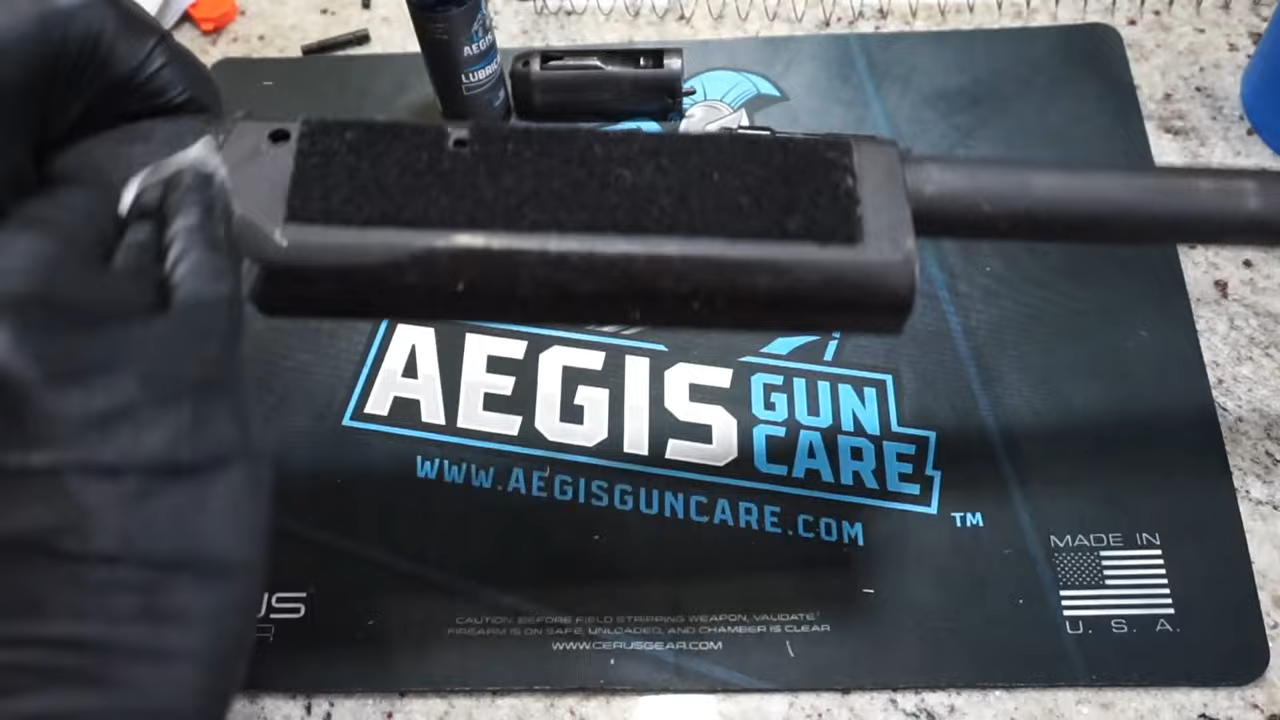 AEGIS
LUBRIC
AEGIS GUN CARE
WWW.AEGISGUNCARE.COM
TM
MADE IN
U. S. A.
US
CAUTION: BEFORE FIELD STRIPPING WEAPON, VALIDATE
FIREARM IS ON SAFE, UNLOADED, AND CHAMBER IS CLEAR
WWW.CERUSGEAR.COM